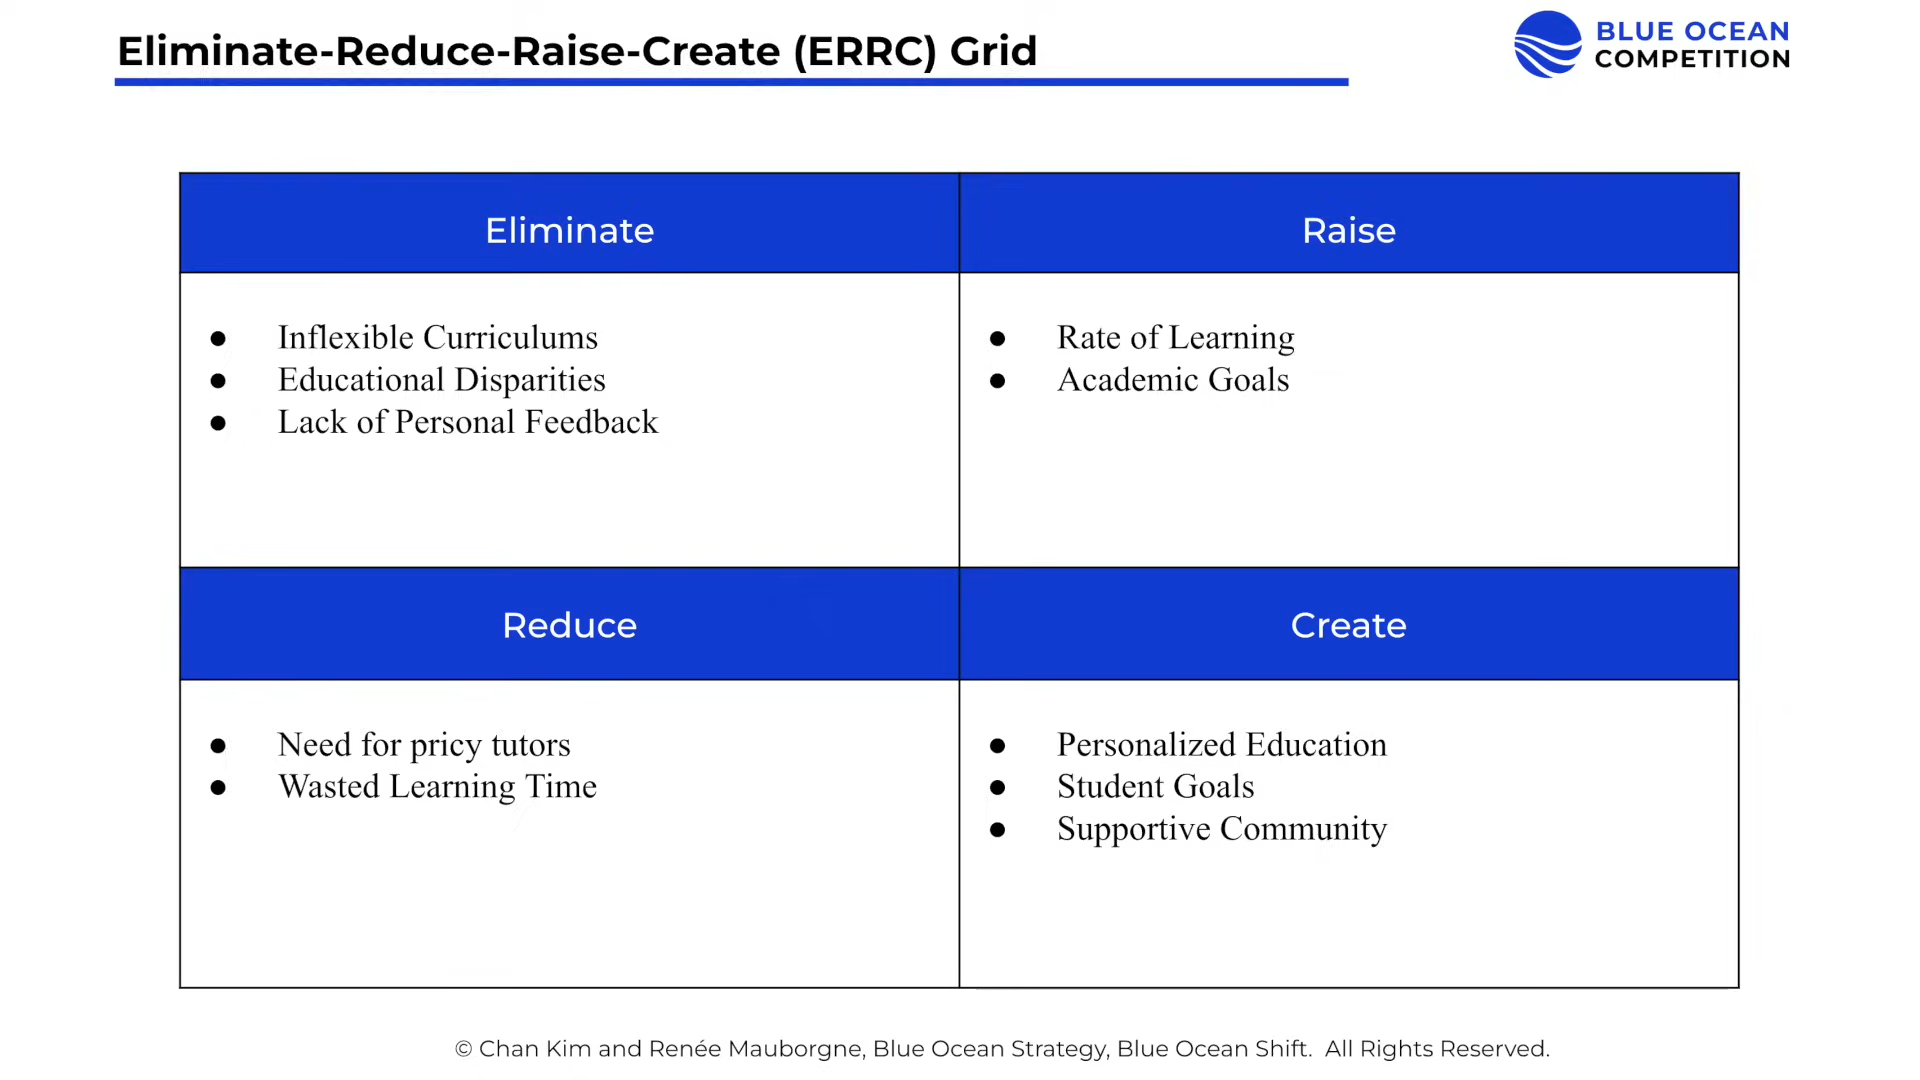 Eliminate-Reduce-Raise-Create (ERRC) Grid
BLUE OCEAN
COMPETITION
Eliminate
Raise
● Inflexible Curriculums
● Educational Disparities
● Lack of Personal Feedback
● Rate of Learning
● Academic Goals
Reduce
Create
● Need for pricy tutors
● Wasted Learning Time
● Personalized Education
● Student Goals
● Supportive Community
© Chan Kim and Renée Mauborgne, Blue Ocean Strategy, Blue Ocean Shift. All Rights Reserved.